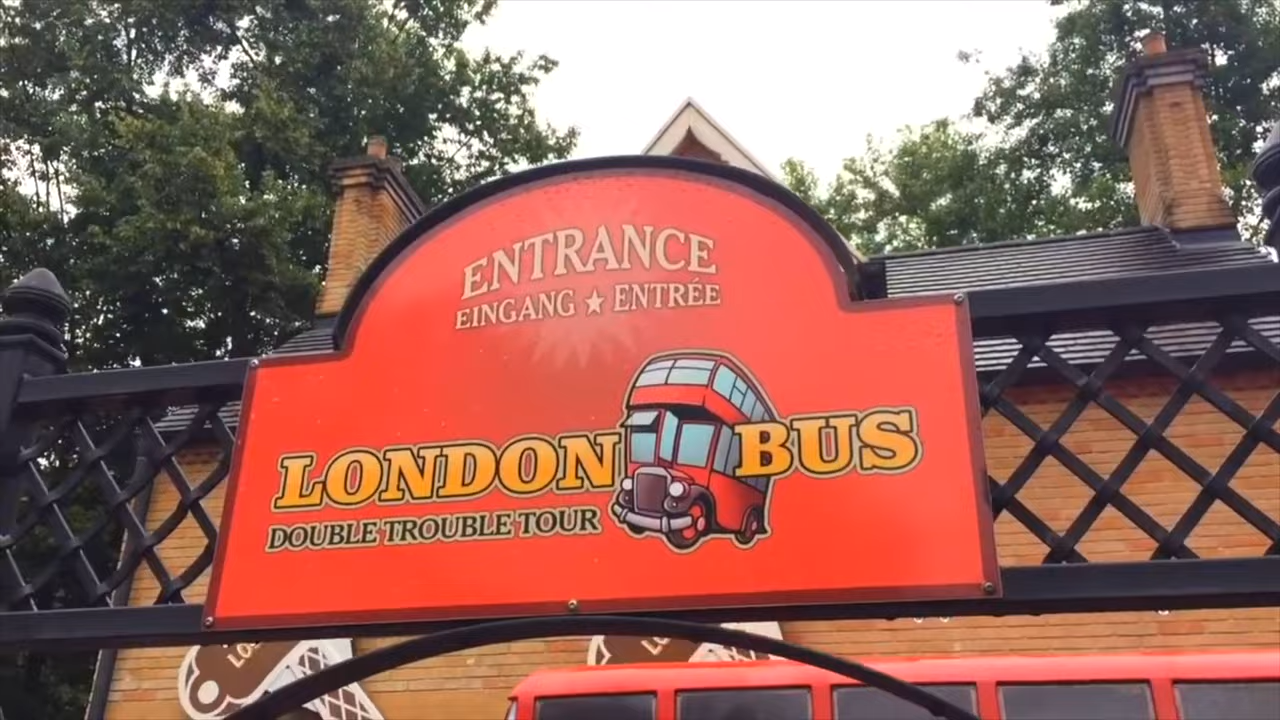 ENTRANCE
EINGANG ★ ENTRÉE
LONDON BUS
DOUBLE TROUBLE TOUR